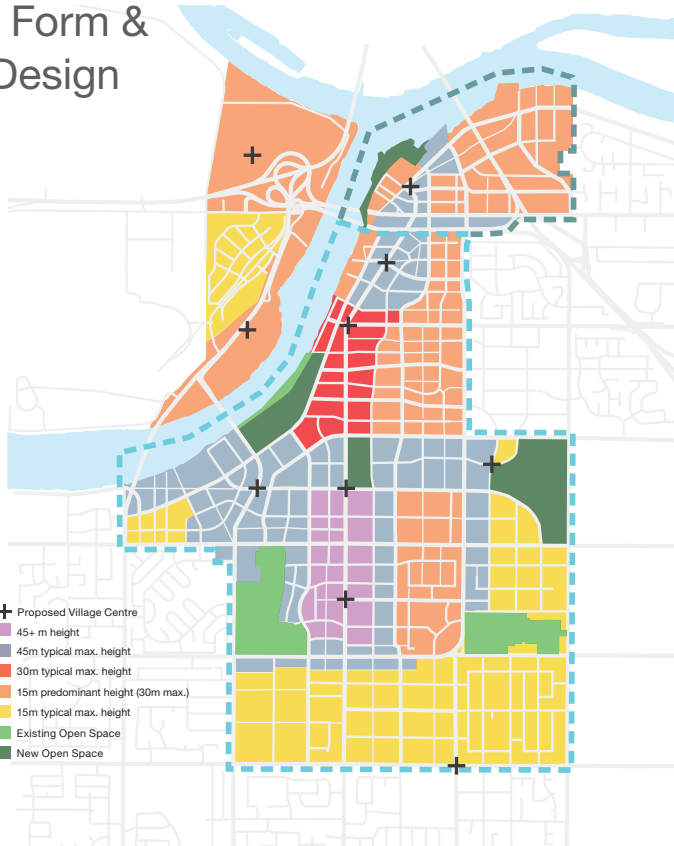 Form &
Design
Proposed Village Centre
45+ m height
45m typical max. height
30m typical max. height
15m predominant height (30m max.)
15m typical max. height
Existing Open Space
New Open Space